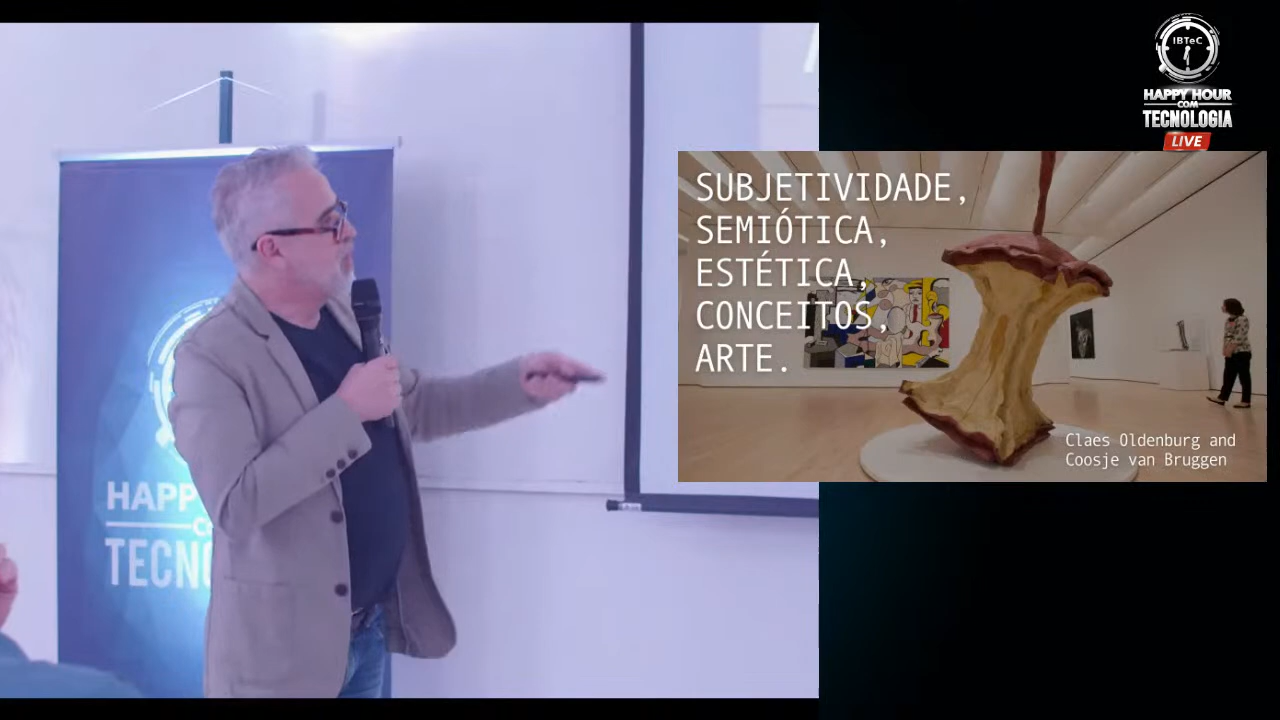 IBTeC
HAPPY HOUR
COM
TECNOLOGIA
LIVE
SUBJETIVIDADE,
SEMIÓTICA,
ESTÉTICA,
CONCEITOS,
ARTE.
Claes Oldenburg and
Coosje van Bruggen
HAPP
TECNO